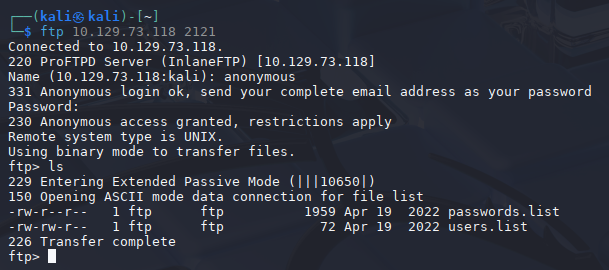 ┌──(kali㉿kali)-[~]
└─$ ftp 10.129.73.118 2121
Connected to 10.129.73.118.
220 ProFTPD Server (InlaneFTP) [10.129.73.118]
Name (10.129.73.118:kali): anonymous
331 Anonymous login ok, send your complete email address as your password
Password:
230 Anonymous access granted, restrictions apply
Remote system type is UNIX.
Using binary mode to transfer files.
ftp> ls
229 Entering Extended Passive Mode (|||10650|)
150 Opening ASCII mode data connection for file list
-rw-r--r--   1 ftp      ftp          1959 Apr 19  2022 passwords.list
-rw-rw-r--   1 ftp      ftp            72 Apr 19  2022 users.list
226 Transfer complete
ftp>